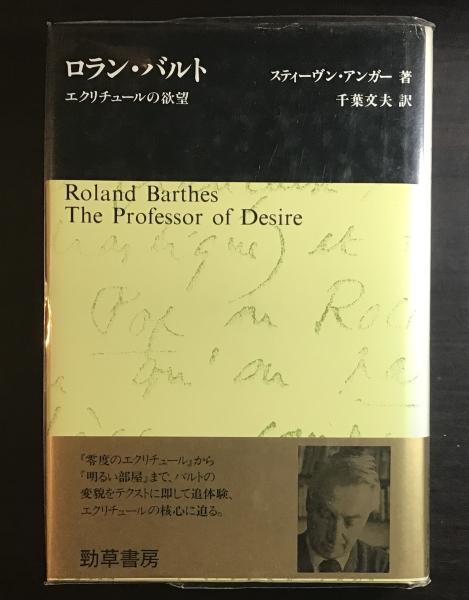 ロラン・バルト
エクリチュールの欲望
スティーヴン・アンガー 著
千葉文夫 訳
Roland Barthes
The Professor of Desire
et
Pop
『零度のエクリチュール』から
『明るい部屋』まで、バルトの
変貌をテクストに即して追体験、
エクリチュールの核心に迫る。
勁草書房